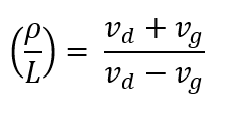 (ρ/L) = (v_d + v_g)/(v_d − v_g)